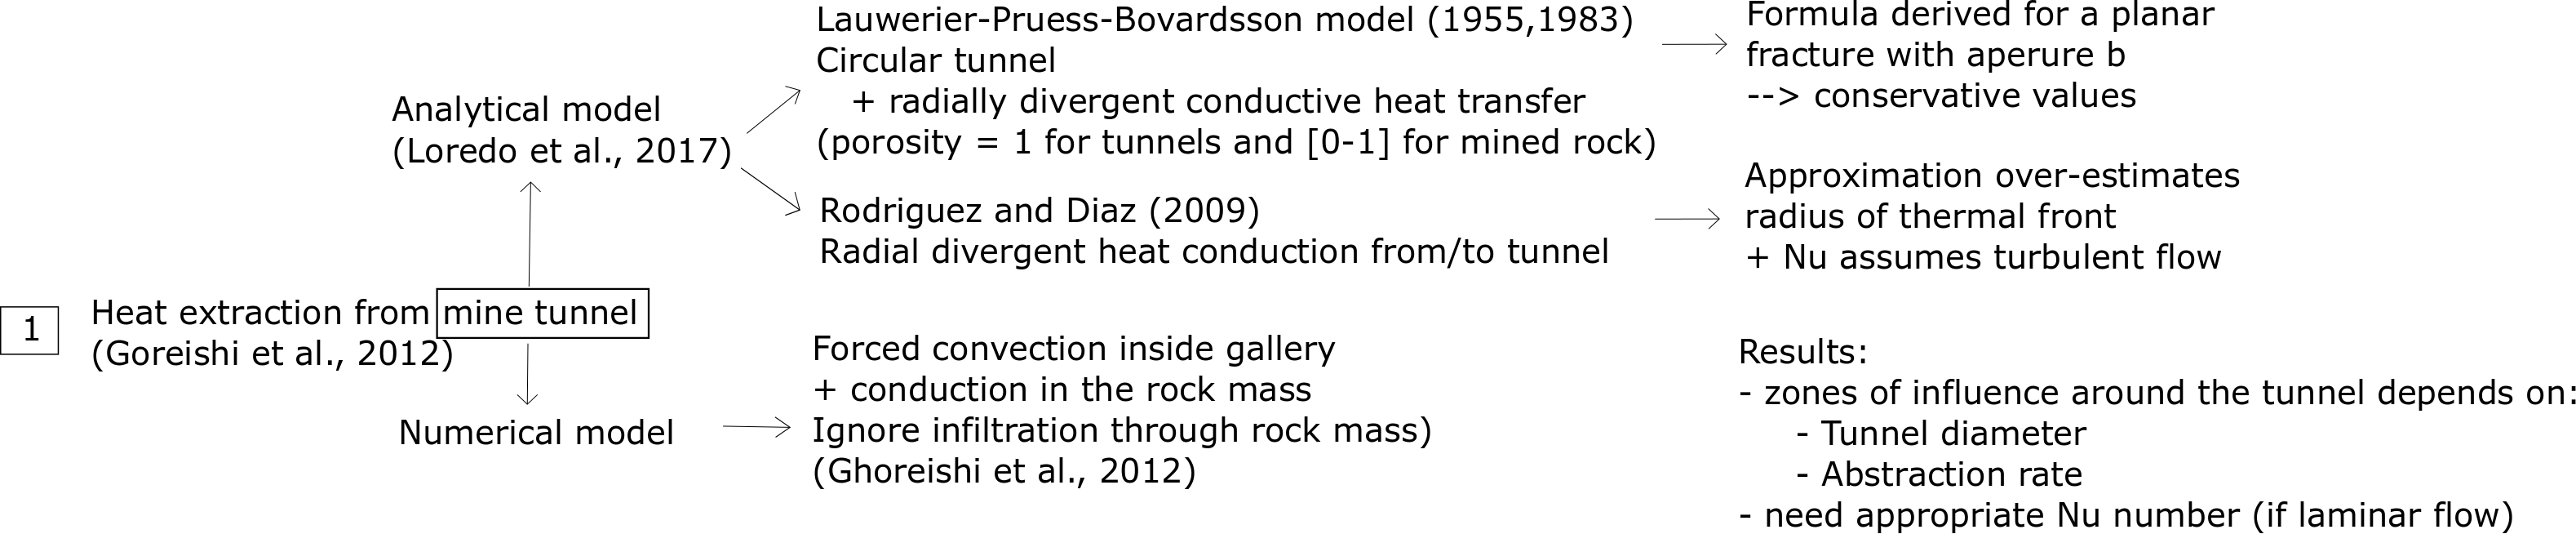 1
Heat extraction from mine tunnel
(Goreishi et al., 2012)
Analytical model
(Loredo et al., 2017)
Lauwerier-Pruess-Bovardsson model (1955,1983)
Circular tunnel
+ radially divergent conductive heat transfer
(porosity = 1 for tunnels and [0-1] for mined rock)
Formula derived for a planar
fracture with aperure b
--> conservative values
Rodriguez and Diaz (2009)
Radial divergent heat conduction from/to tunnel
Approximation over-estimates
radius of thermal front
+ Nu assumes turbulent flow
Numerical model
Forced convection inside gallery
+ conduction in the rock mass
Ignore infiltration through rock mass)
(Ghoreishi et al., 2012)
Results:
- zones of influence around the tunnel depends on:
- Tunnel diameter
- Abstraction rate
- need appropriate Nu number (if laminar flow)